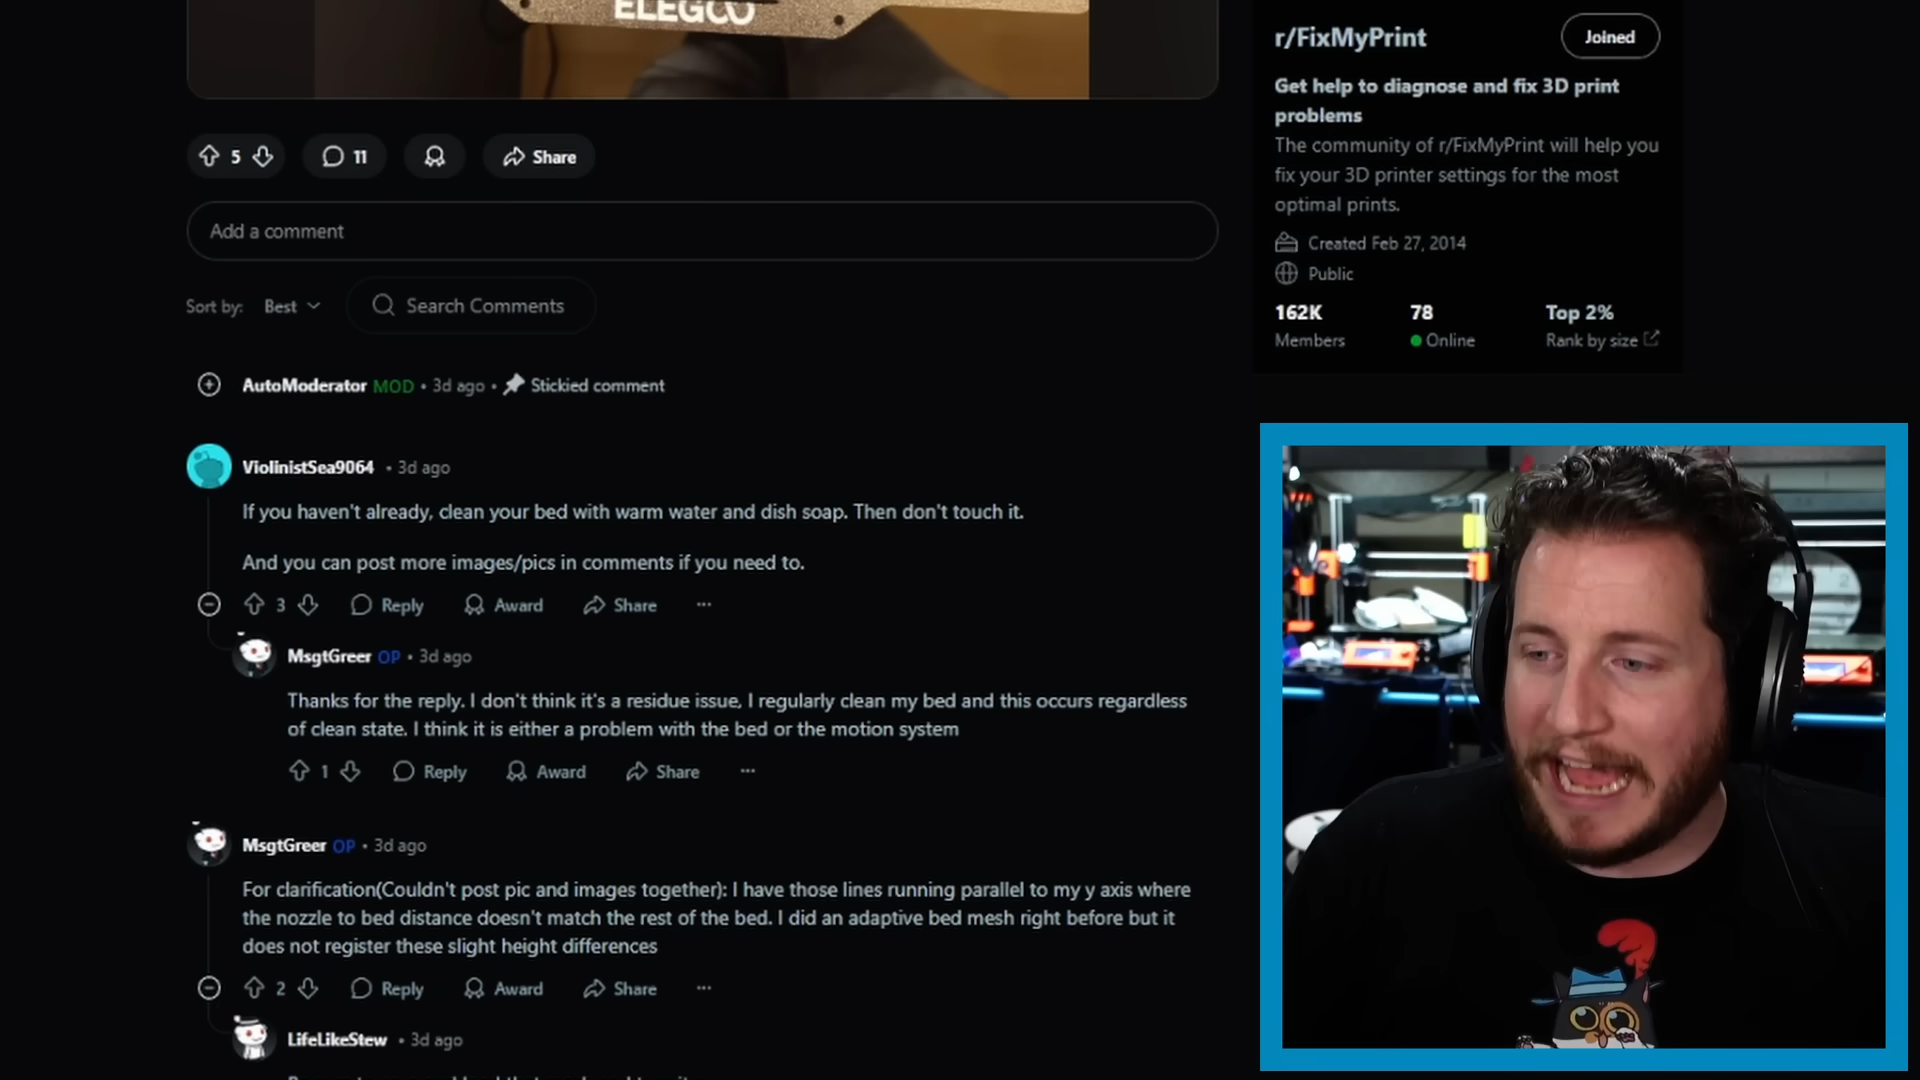 ELEGOO
5
11
Share
Add a comment
Sort by: Best
Search Comments
AutoModerator MOD • 3d ago • Stickied comment
ViolinistSea9064 • 3d ago
If you haven't already, clean your bed with warm water and dish soap. Then don't touch it.
And you can post more images/pics in comments if you need to.
3 Reply Award Share ...
MsgtGreer OP • 3d ago
Thanks for the reply. I don't think it's a residue issue, I regularly clean my bed and this occurs regardless
of clean state. I think it is either a problem with the bed or the motion system
1 Reply Award Share ...
MsgtGreer OP • 3d ago
For clarification(Couldn't post pic and images together): I have those lines running parallel to my y axis where
the nozzle to bed distance doesn't match the rest of the bed. I did an adaptive bed mesh right before but it
does not register these slight height differences
2 Reply Award Share ...
LifeLikeStew • 3d ago
r/FixMyPrint
Joined
Get help to diagnose and fix 3D print
problems
The community of r/FixMyPrint will help you
fix your 3D printer settings for the most
optimal prints.
Created Feb 27, 2014
Public
162K 78 Top 2%
Members Online Rank by size